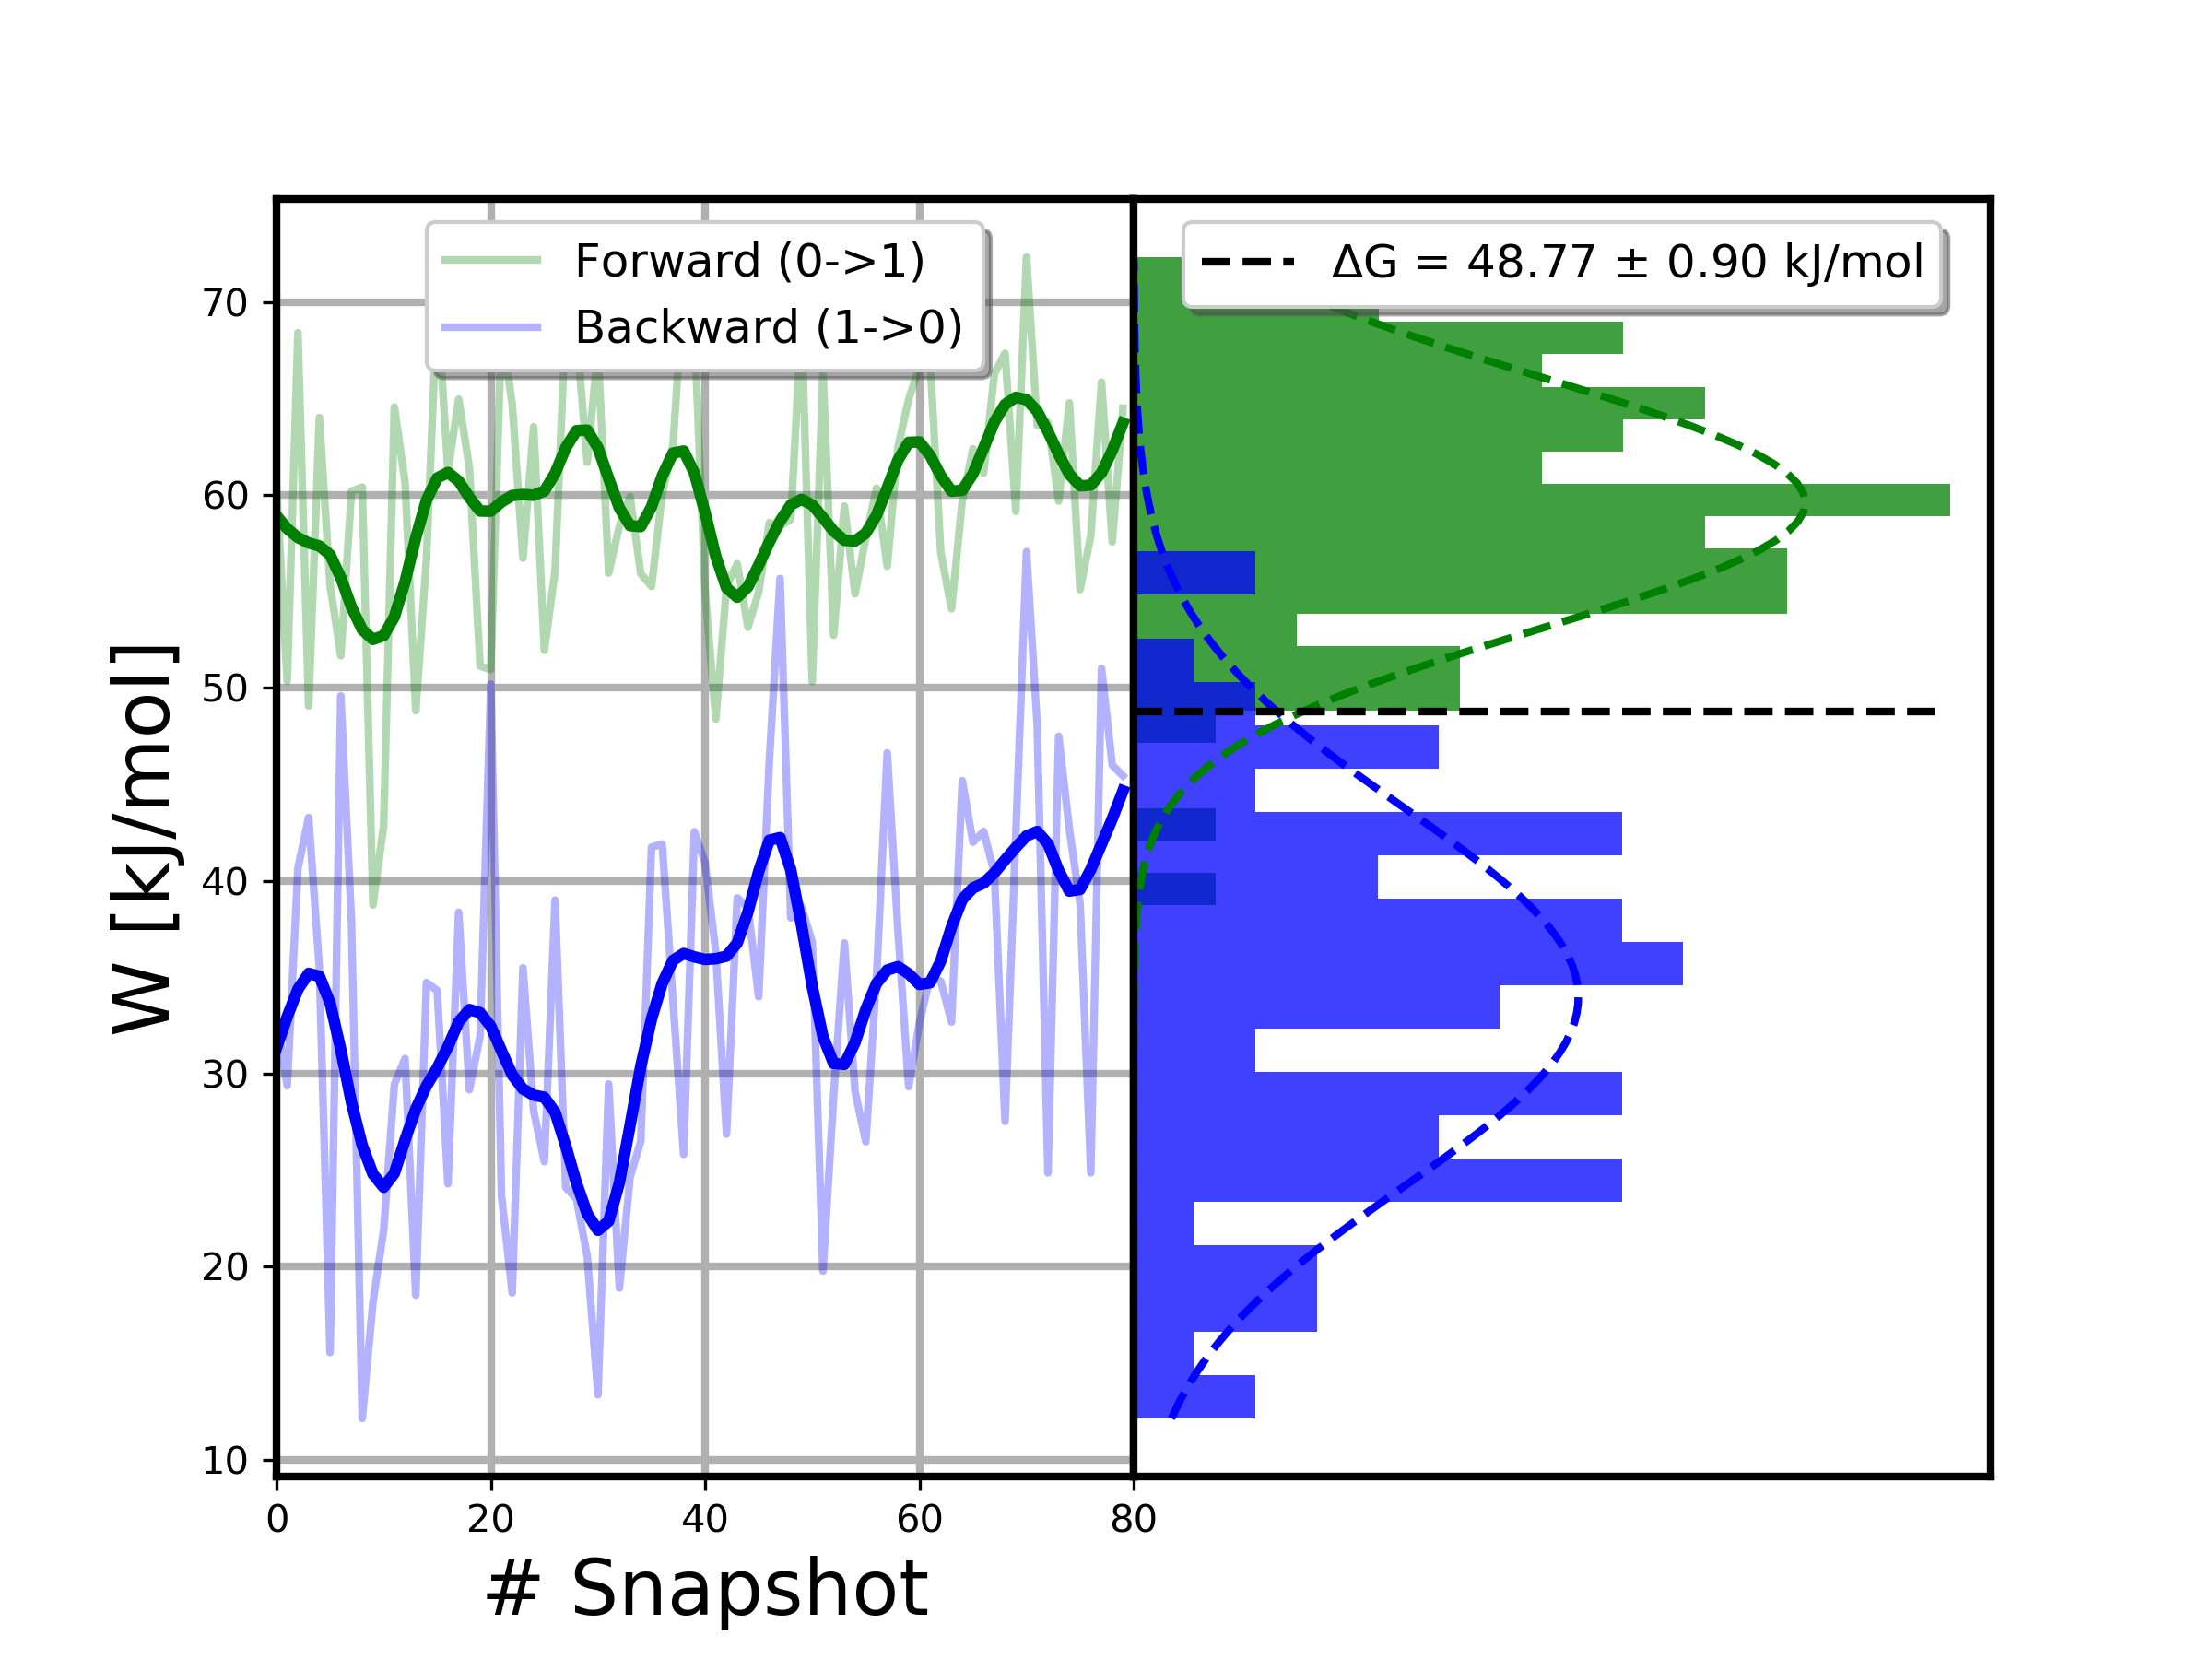 Forward (0->1)
Backward (1->0)
ΔG = 48.77 ± 0.90 kJ/mol
W [kJ/mol]
70
60
50
40
30
20
10
0 20 40 60 80
# Snapshot